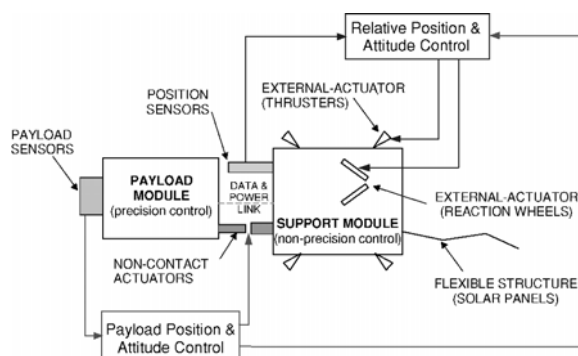 Relative Position &
Attitude Control
POSITION
SENSORS
EXTERNAL-ACTUATOR
(THRUSTERS)
PAYLOAD
SENSORS
PAYLOAD
MODULE
(precision control)
DATA &
POWER
LINK
SUPPORT MODULE
(non-precision control)
EXTERNAL-ACTUATOR
(REACTION WHEELS)
NON-CONTACT
ACTUATORS
FLEXIBLE STRUCTURE
(SOLAR PANELS)
Payload Position &
Attitude Control